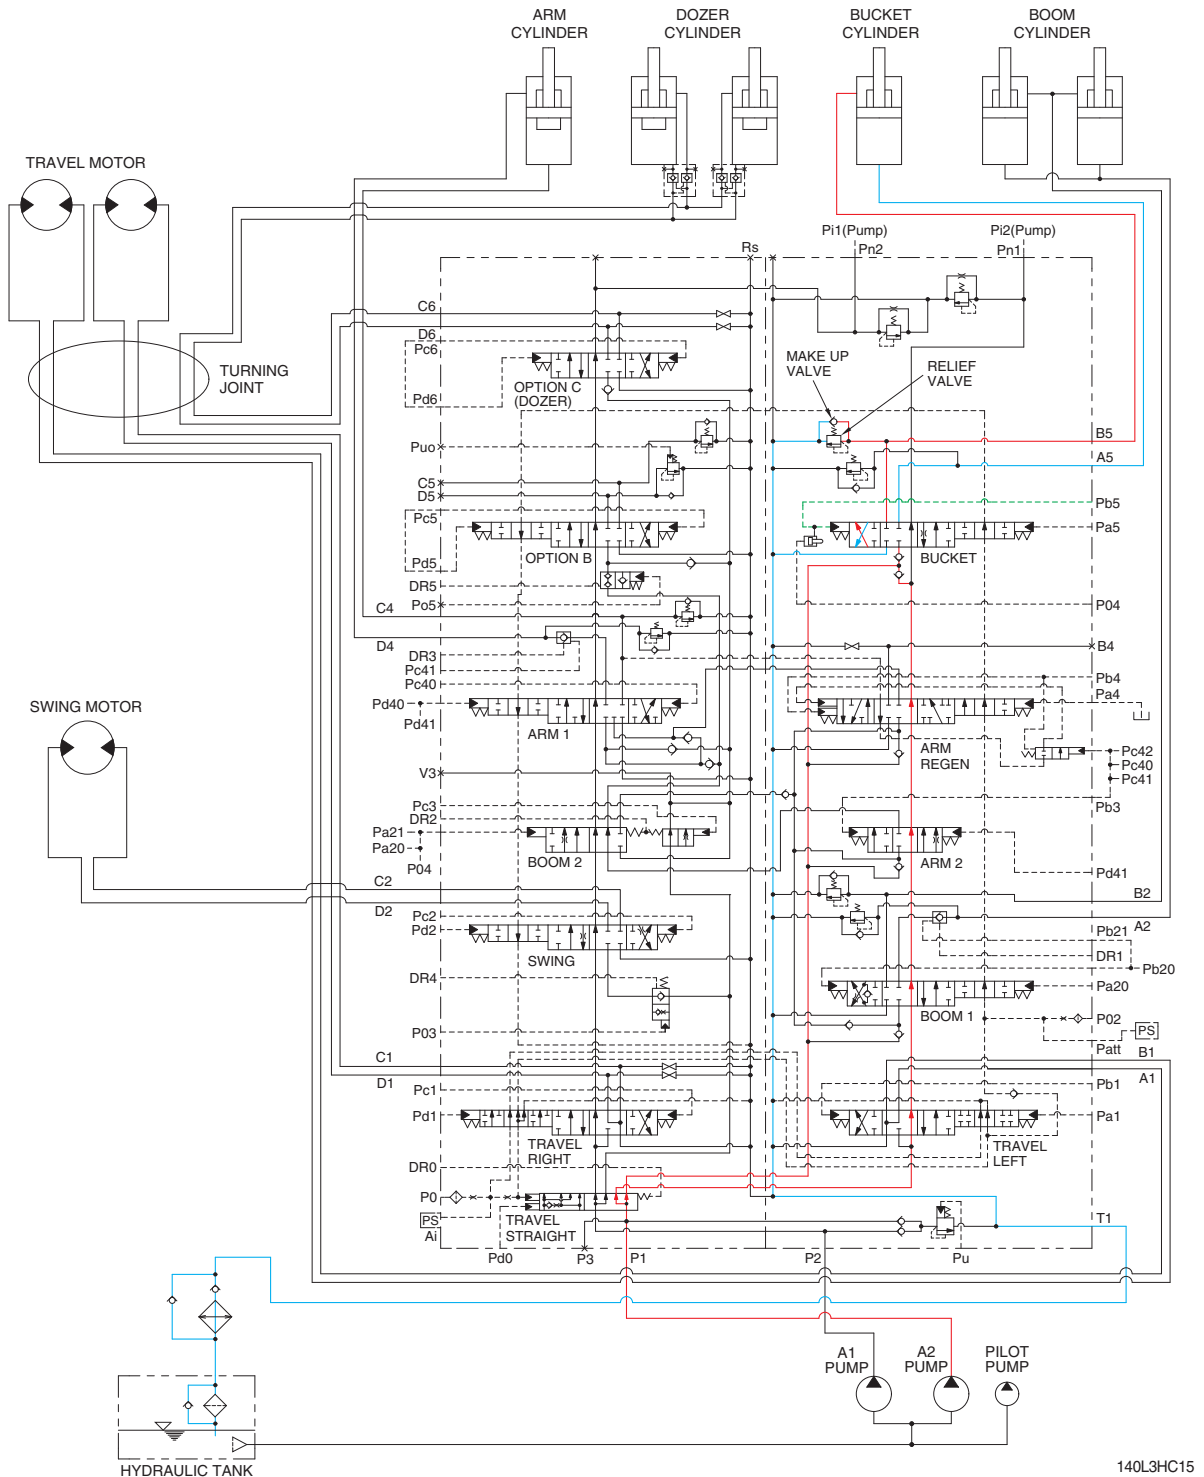 ARM
CYLINDER
DOZER
CYLINDER
BUCKET
CYLINDER
BOOM
CYLINDER
TRAVEL MOTOR
Rs
Pi1(Pump)
Pn2
Pi2(Pump)
Pn1
C6
D6
Pc6
Pd6
TURNING
JOINT
OPTION C
(DOZER)
MAKE UP
VALVE
RELIEF
VALVE
Puo
B5
A5
C5
D5
Pc5
Pd5
OPTION B
Pb5
Pa5
BUCKET
DR5
Po5
P04
C4
D4
DR3
Pc41
Pc40
B4
Pb4
Pa4
Pd40
Pd41
ARM 1
ARM
REGEN
SWING MOTOR
Pc42
Pc40
Pc41
V3
Pc3
DR2
Pb3
Pa21
Pa20
P04
BOOM 2
ARM 2
Pd41
C2
D2
B2
A2
Pc2
Pd2
SWING
Pb21
DR1
Pb20
DR4
Pa20
BOOM 1
P03
P02
PS
Patt
C1
D1
B1
A1
Pc1
Pd1
Pb1
Pa1
TRAVEL
RIGHT
TRAVEL
LEFT
DR0
P0
PS
Ai
TRAVEL
STRAIGHT
T1
Pd0
P3
P1
P2
Pu
A1
PUMP
A2
PUMP
PILOT
PUMP
HYDRAULIC TANK
140L3HC15